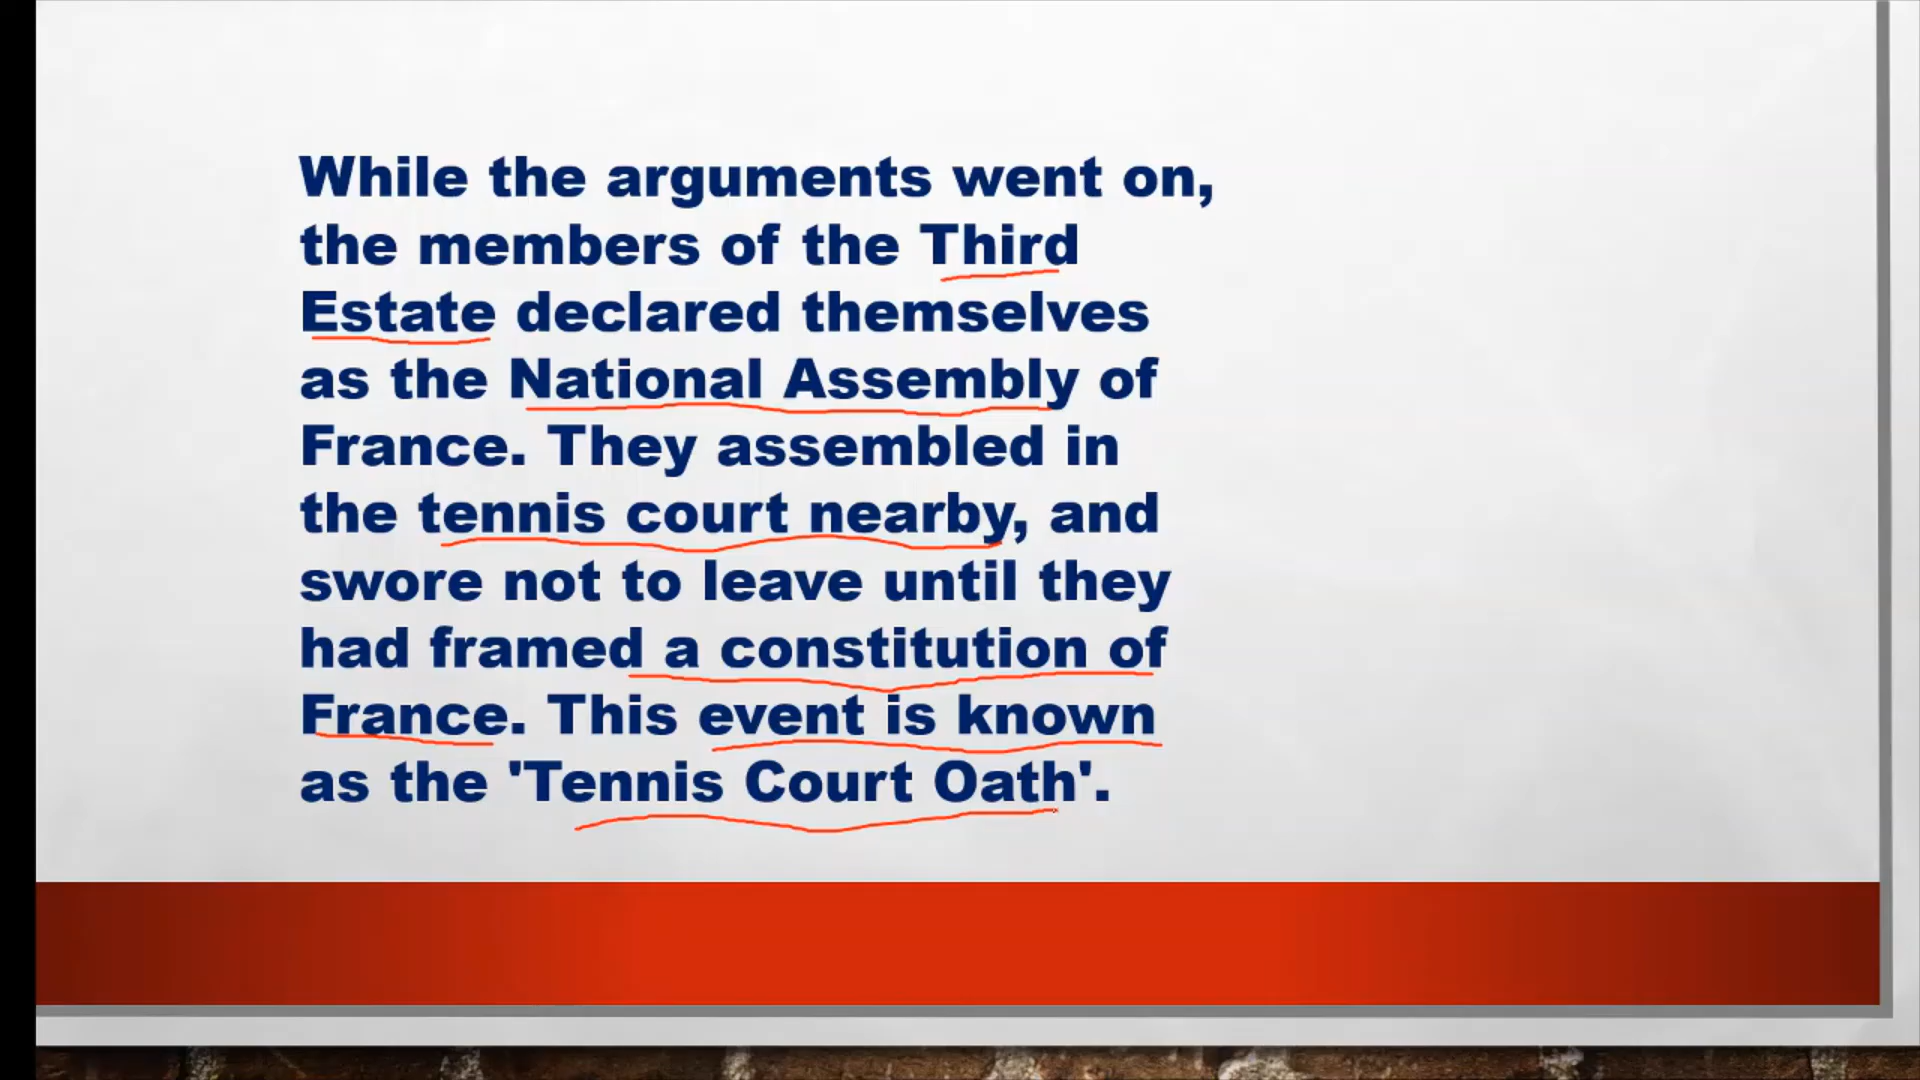 While the arguments went on,
the members of the Third
Estate declared themselves
as the National Assembly of
France. They assembled in
the tennis court nearby, and
swore not to leave until they
had framed a constitution of
France. This event is known
as the 'Tennis Court Oath'.